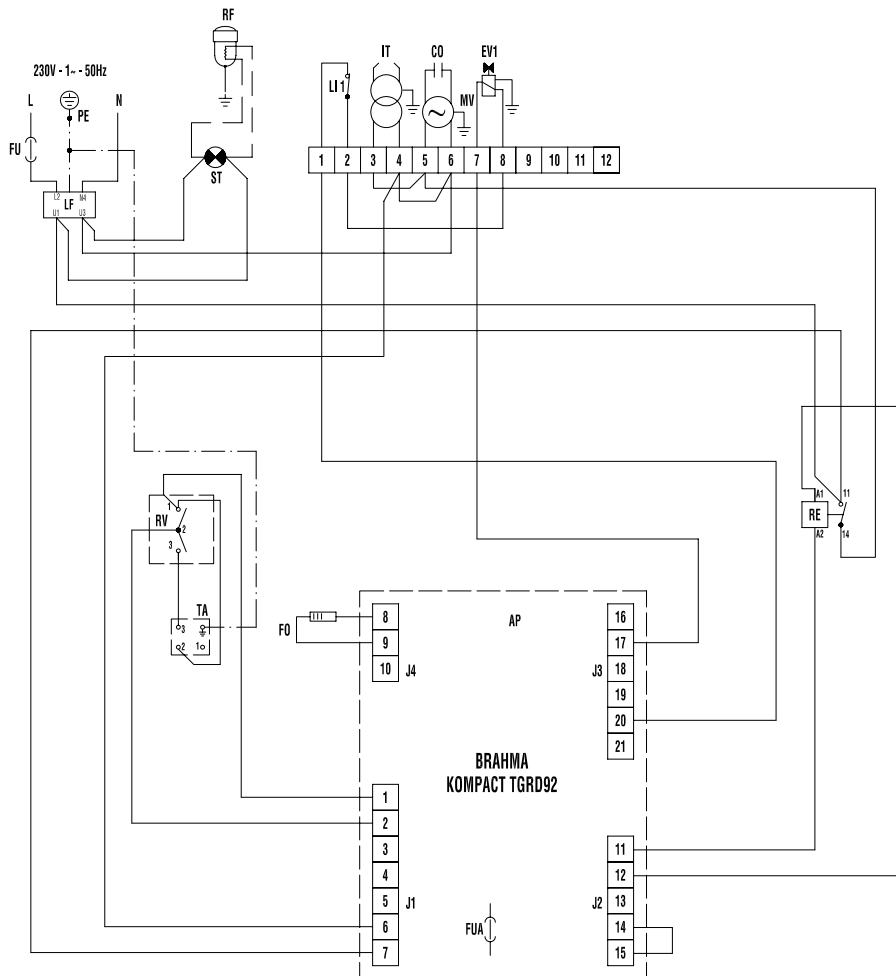 RF
230V - 1~ - 50Hz
L
PE
N
FU
ST
L2
N4
LF
U1
U3
IT
CO
EV1
LI 1
MV
1 2 3 4 5 6 7 8 9 10 11 12
RV
1
2
3
TA
3
2
1
A1
11
RE
A2
14
AP
FO
8
9
10
J4
16
17
18
19
20
21
J3
BRAHMA
KOMPACT TGRD92
1
2
3
4
5
6
7
J1
FUA
11
12
13
14
15
J2